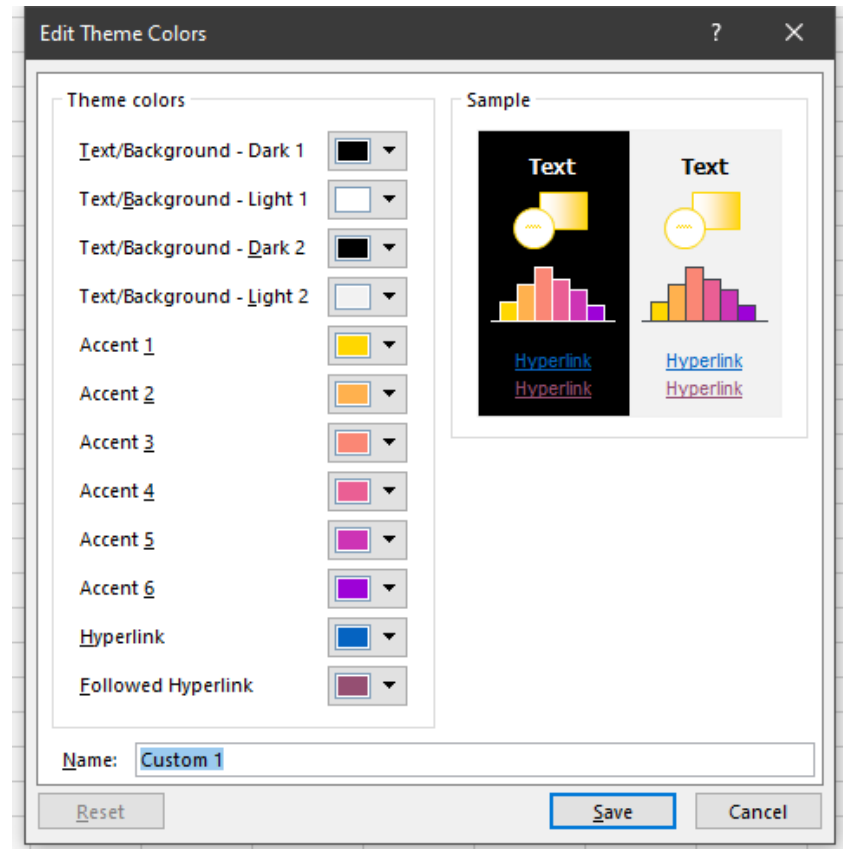 Edit Theme Colors ?
Theme colors
Text/Background - Dark 1
Text/Background - Light 1
Text/Background - Dark 2
Text/Background - Light 2
Accent 1
Accent 2
Accent 3
Accent 4
Accent 5
Accent 6
Hyperlink
Followed Hyperlink
Sample
Text Text
Hyperlink Hyperlink
Hyperlink Hyperlink
Name: Custom 1
Reset Save Cancel